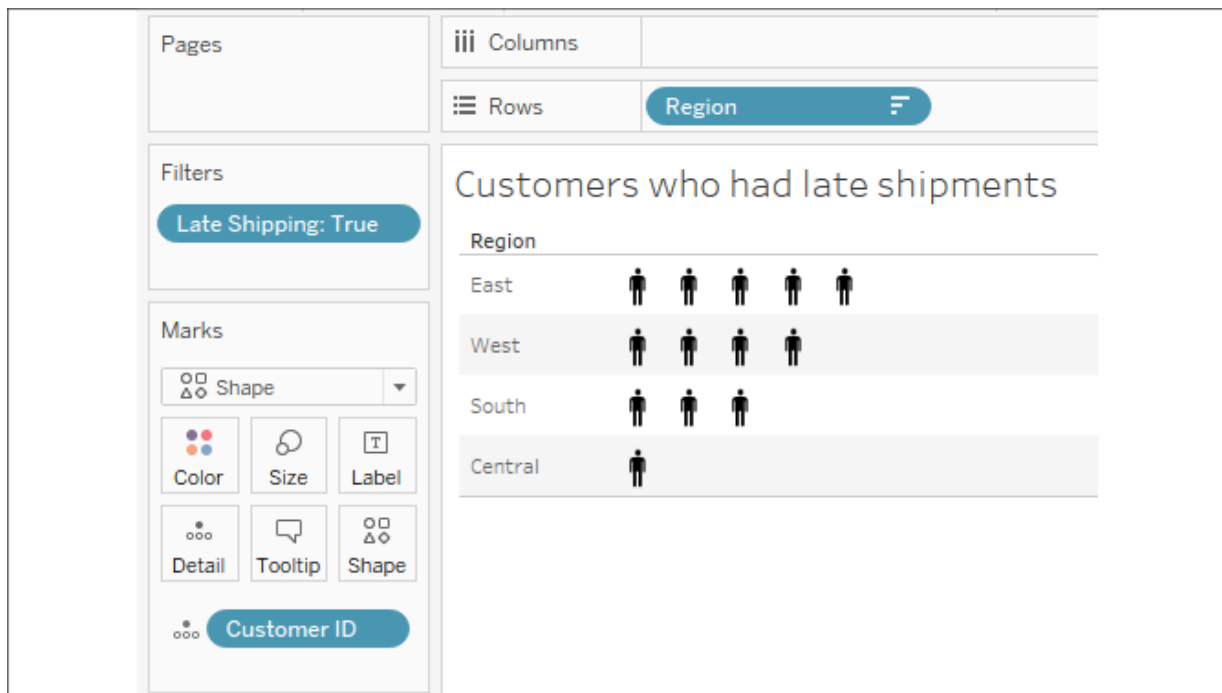 Pages
Columns
Rows
Region
Filters
Late Shipping: True
Customers who had late shipments
Region
East
West
South
Central
Marks
Shape
Color
Size
T
Label
Detail
Tooltip
Shape
Customer ID